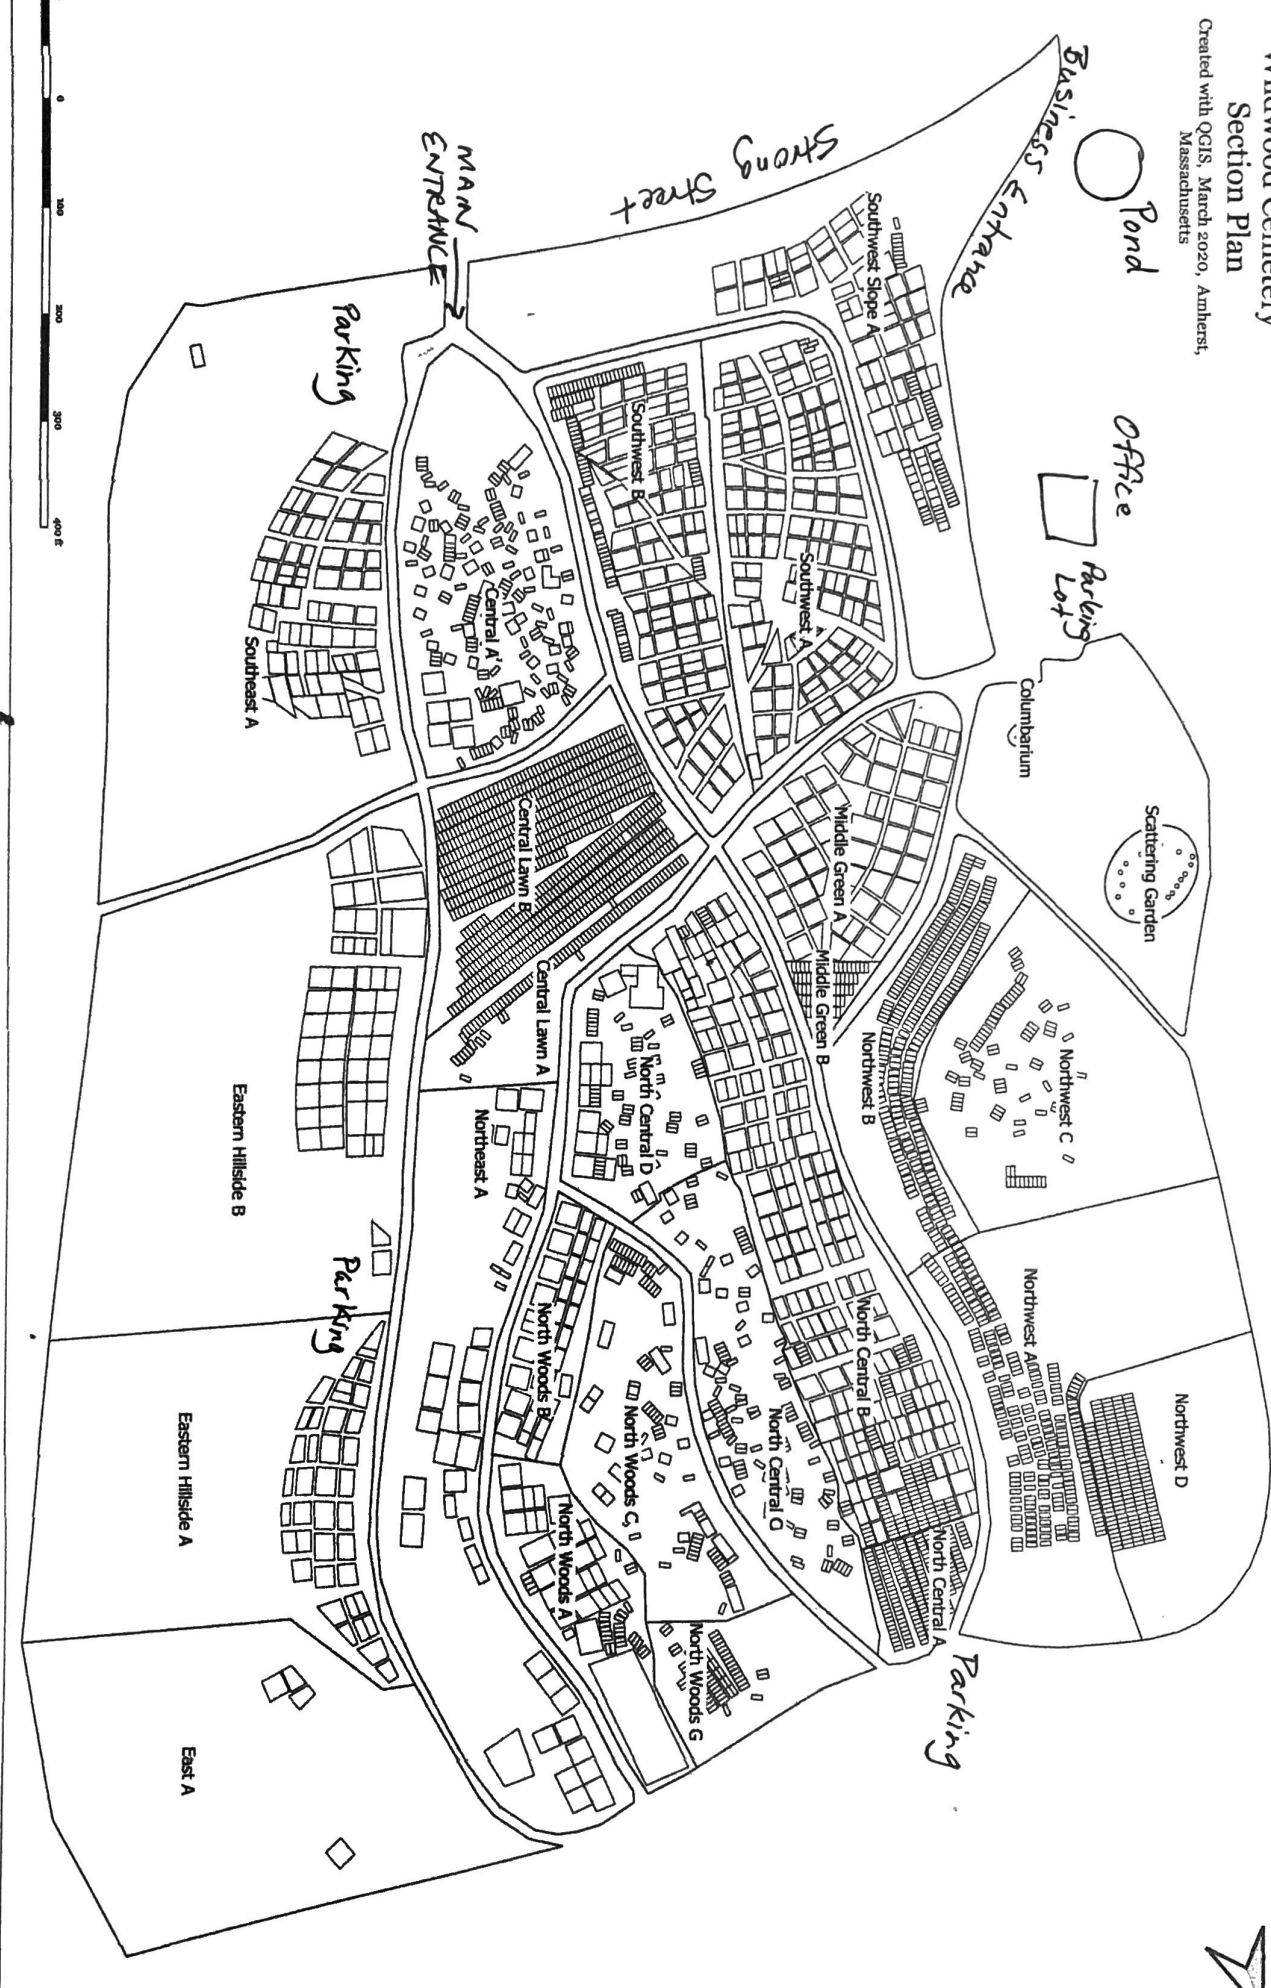 Wildwood Cemetery
Section Plan
Created with QGIS, March 2020, Amherst,
Massachusetts
Business Entrance
Pond
Office
Parking
Lot
Strong Street
MAIN
ENTRANCE
Parking
Southwest Slope A
Southwest B
Southwest A
Central A
Southeast A
Columbarium
Scattering Garden
Middle Green A
Middle Green B
Central Lawn B
Central Lawn A
Northwest B
Northwest C
North Central D
Northeast A
Eastern Hillside B
Parking
Northwest A
Northwest D
North Central B
North Central C
North Central A
North Woods B
North Woods C
North Woods A
North Woods G
Eastern Hillside A
East A
Parking
0 100 200 300 400 ft